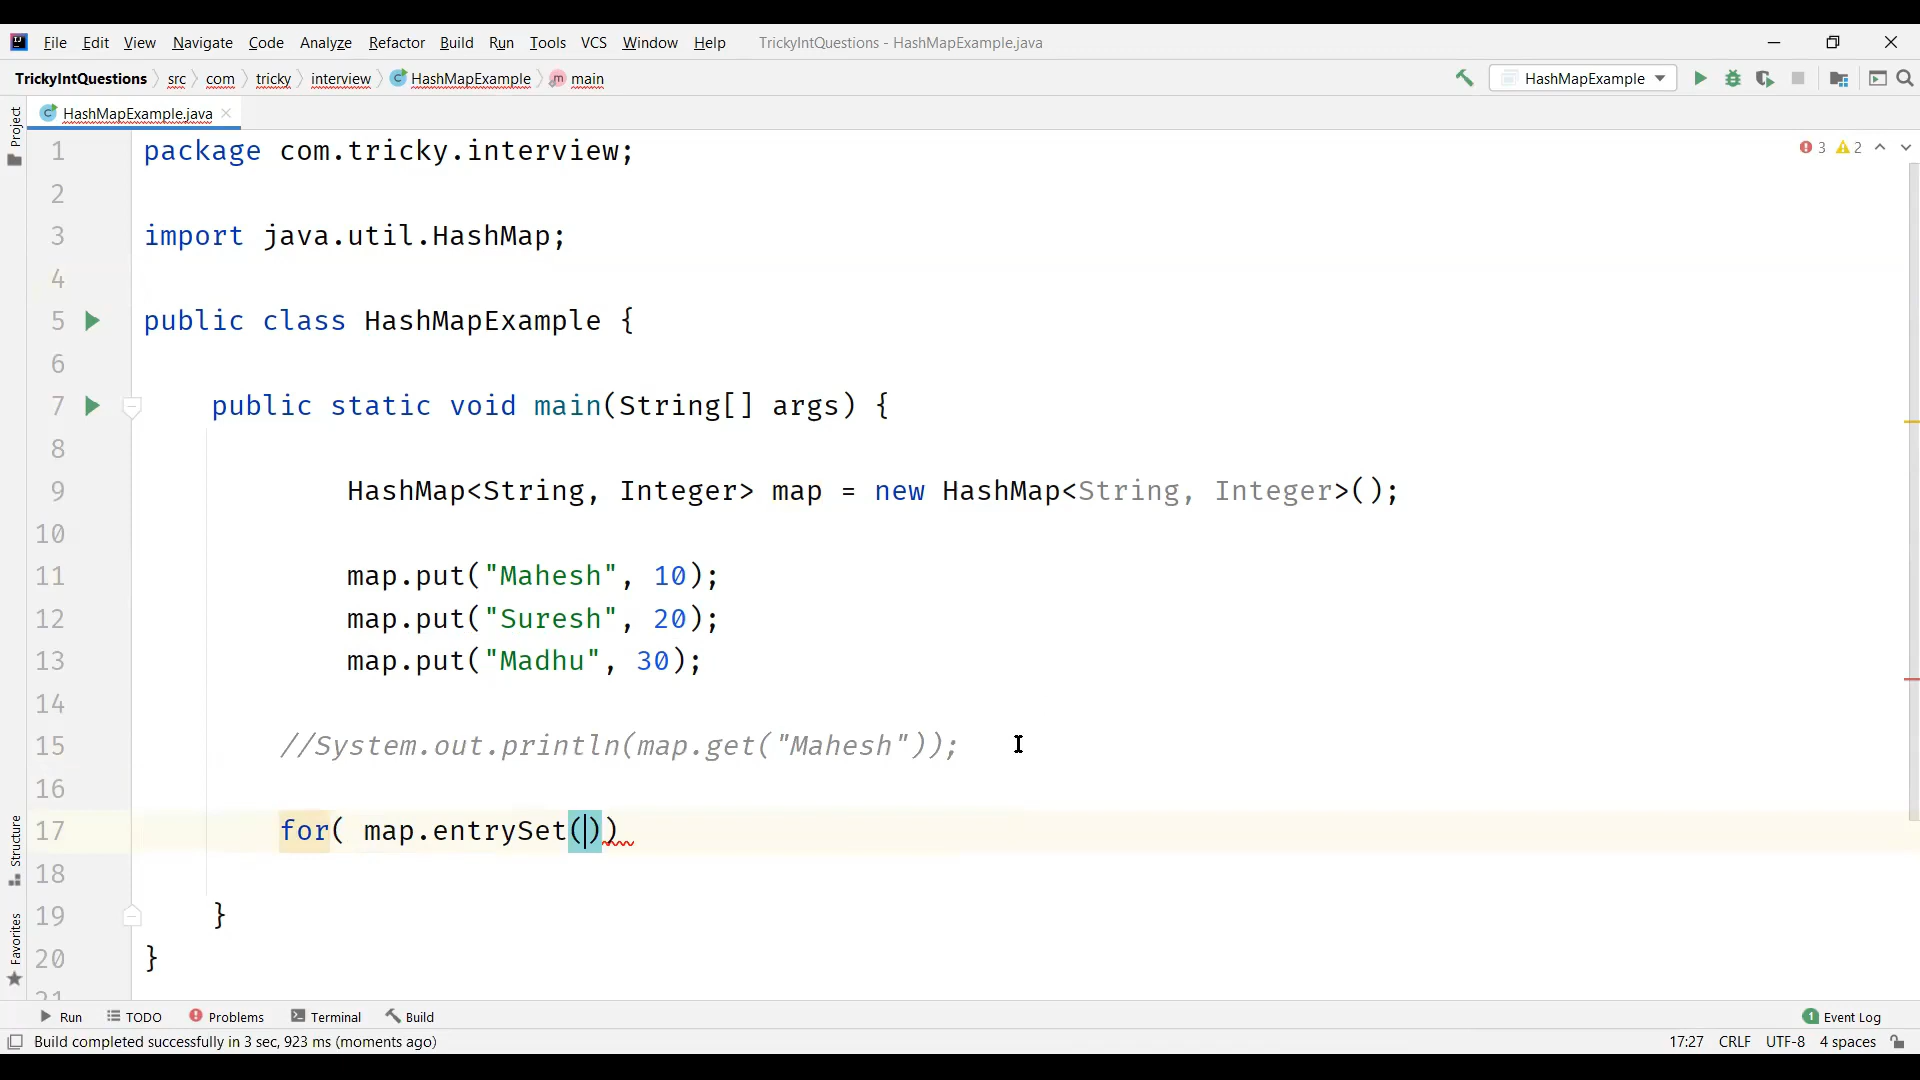 File Edit View Navigate Code Analyze Refactor Build Run Tools VCS Window Help TrickyIntQuestions - HashMapExample.java
TrickyIntQuestions src com tricky interview HashMapExample main HashMapExample
Project
HashMapExample.java
3 2
1 package com.tricky.interview;
2
3 import java.util.HashMap;
4
5 public class HashMapExample {
6
7 public static void main(String[] args) {
8
9 HashMap<String, Integer> map = new HashMap<String, Integer>();
10
11 map.put("Mahesh", 10);
12 map.put("Suresh", 20);
13 map.put("Madhu", 30);
14
15 //System.out.println(map.get("Mahesh"));
16
17 for( map.entrySet())
18
19 }
20 }
21
Structure
Favorites
Run TODO Problems Terminal Build 1 Event Log
Build completed successfully in 3 sec, 923 ms (moments ago) 17:27 CRLF UTF-8 4 spaces